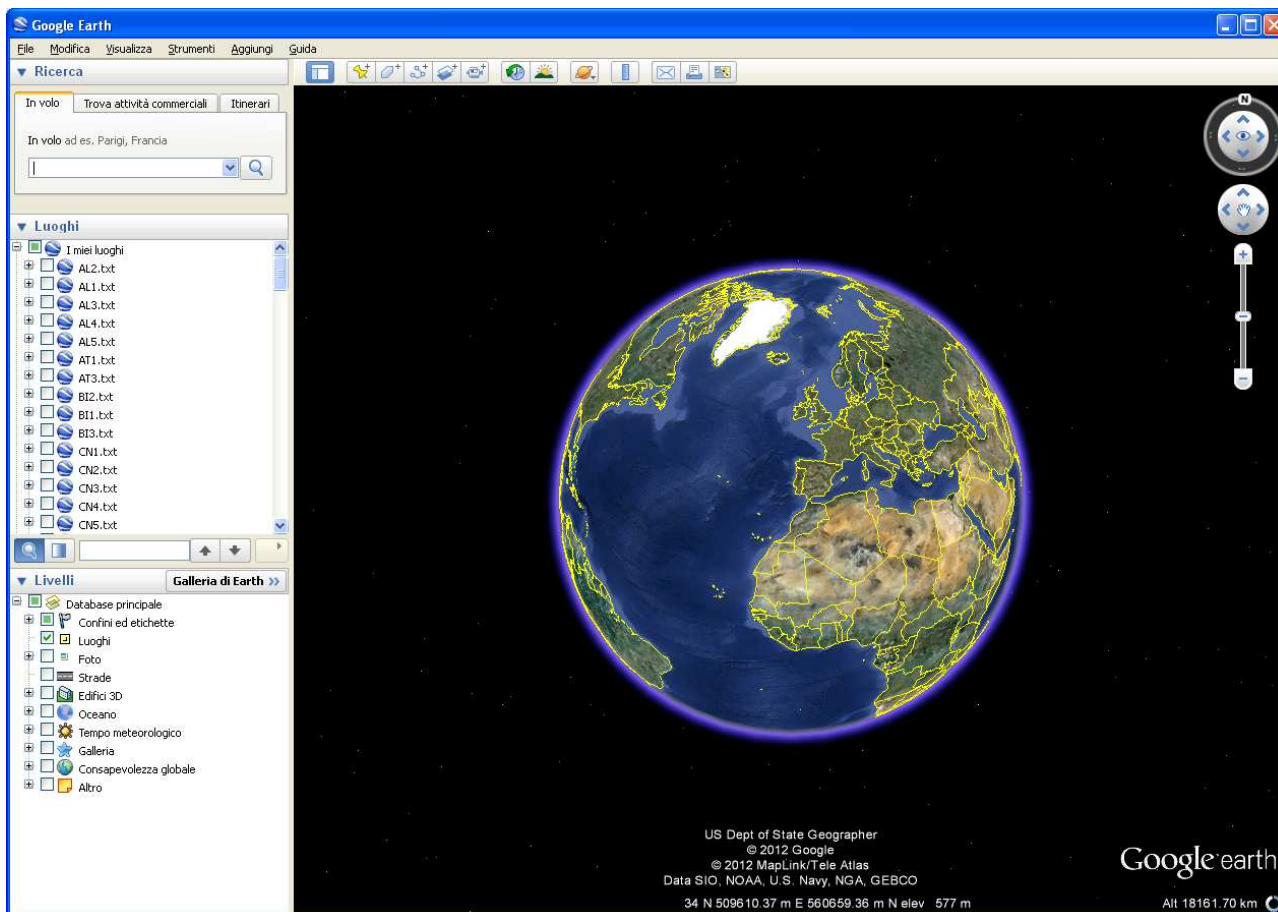 Google Earth
File Modifica Visualizza Strumenti Aggiungi Guida
Ricerca
In volo Trova attività commerciali Itinerari
In volo ad es. Parigi, Francia
Luoghi
I miei luoghi
AL2.txt
AL1.txt
AL3.txt
AL4.txt
AL5.txt
AT1.txt
AT3.txt
BI2.txt
BI1.txt
BI3.txt
CN1.txt
CN2.txt
CN3.txt
CN4.txt
CN5.txt
Livelli Galleria di Earth >>
Database principale
Confini ed etichette
Luoghi
Foto
Strade
Edifici 3D
Oceano
Tempo meteorologico
Galleria
Consapevolezza globale
Altro
N
US Dept of State Geographer
© 2012 Google
© 2012 MapLink/Tele Atlas
Data SIO, NOAA, U.S. Navy, NGA, GEBCO
Google earth
34 N 509610.37 m E 560659.36 m N elev 577 m
Alt 18161.70 km